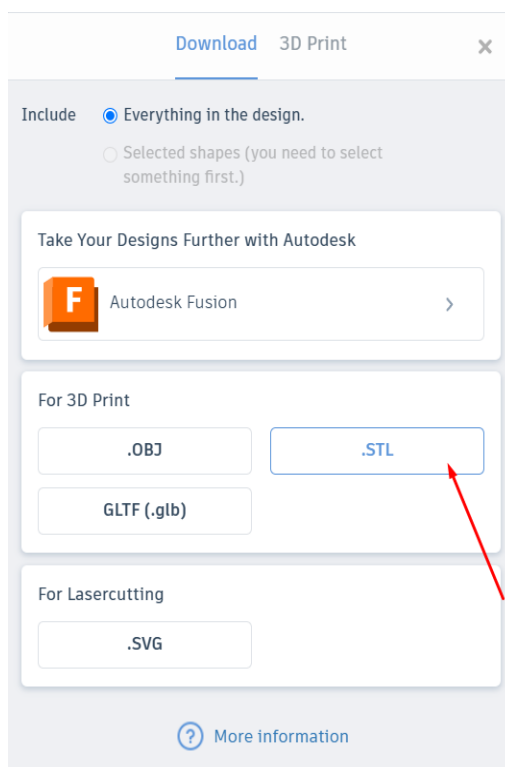 Download 3D Print ×
Include Everything in the design.
Selected shapes (you need to select
something first.)
Take Your Designs Further with Autodesk
F Autodesk Fusion >
For 3D Print
.OBJ .STL
GLTF (.glb)
For Lasercutting
.SVG
? More information